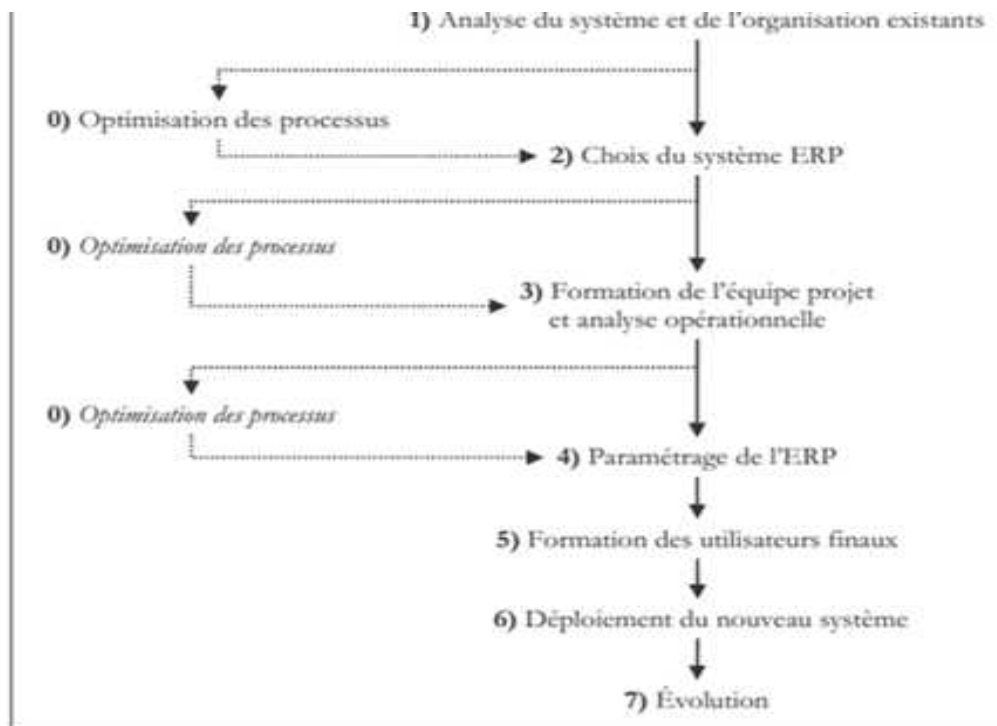 1) Analyse du système et de l'organisation existants
0) Optimisation des processus
2) Choix du système ERP
0) Optimisation des processus
3) Formation de l'équipe projet
et analyse opérationnelle
0) Optimisation des processus
4) Paramétrage de l'ERP
5) Formation des utilisateurs finaux
6) Déploiement du nouveau système
7) Évolution